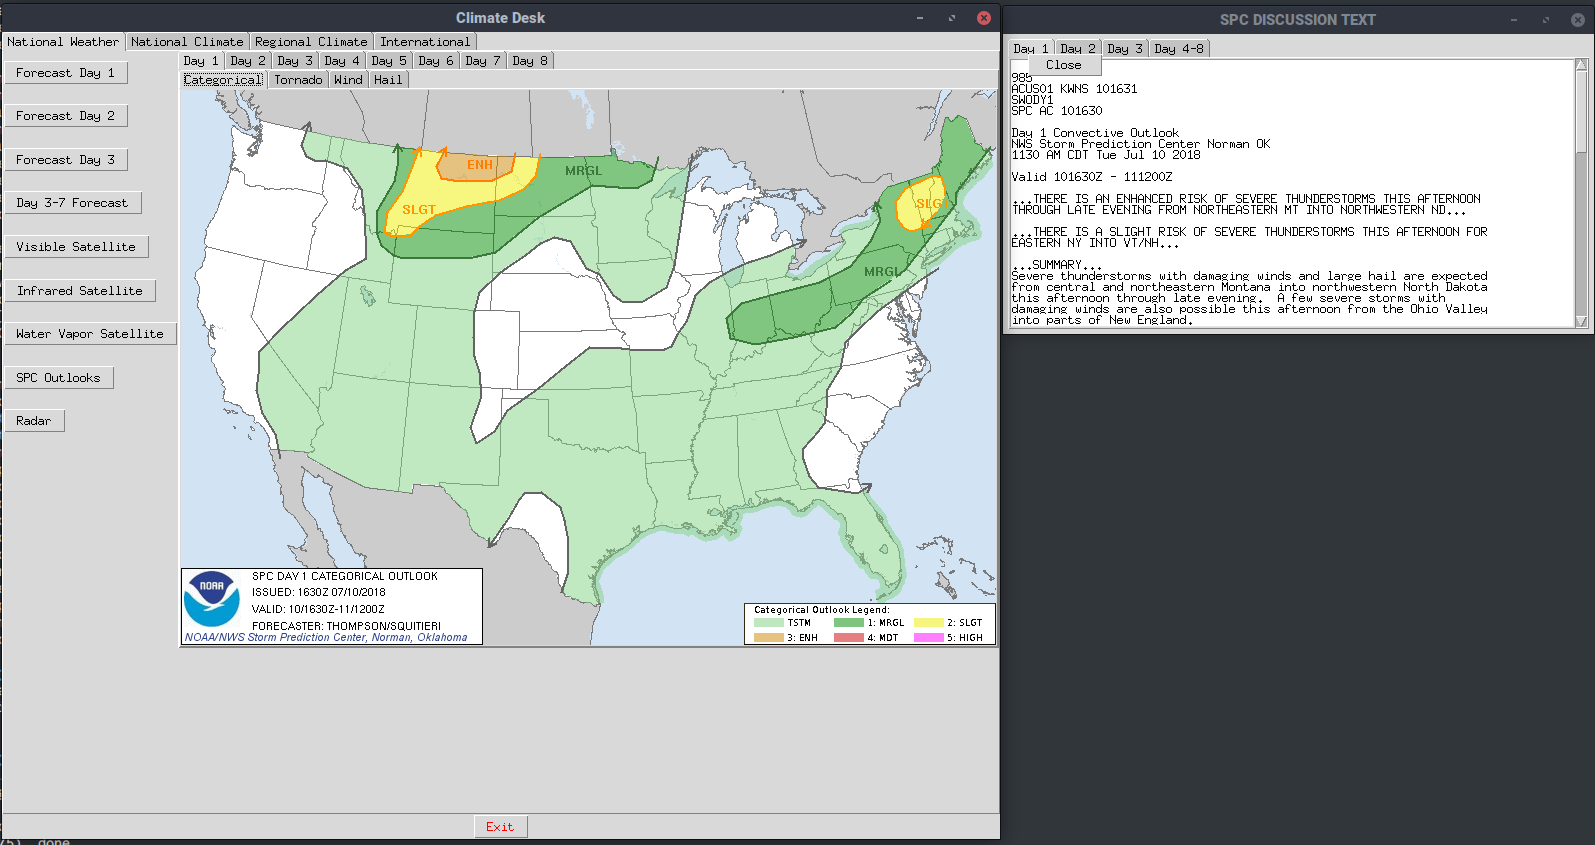 Climate Desk
National Weather National Climate Regional Climate International
Forecast Day 1
Forecast Day 2
Forecast Day 3
Day 3-7 Forecast
Visible Satellite
Infrared Satellite
Water Vapor Satellite
SPC Outlooks
Radar
Day 1 Day 2 Day 3 Day 4 Day 5 Day 6 Day 7 Day 8
Categorical Tornado Wind Hail
ENH
MRGL
SLGT
SLGT
MRGL
NOAA
SPC DAY 1 CATEGORICAL OUTLOOK
ISSUED: 1630Z 07/10/2018
VALID: 10/1630Z-11/1200Z
FORECASTER: THOMPSON/SQUITIERI
NOAA/NWS Storm Prediction Center, Norman, Oklahoma
Categorical Outlook Legend:
TSTM 1: MRGL 2: SLGT
3: ENH 4: MDT 5: HIGH
Exit
done
SPC DISCUSSION TEXT
Day 1 Day 2 Day 3 Day 4-8
Close
985
ACUS01 KWNS 101631
SWODY1
SPC AC 101630
Day 1 Convective Outlook
NWS Storm Prediction Center Norman OK
1130 AM CDT Tue Jul 10 2018
Valid 101630Z - 111200Z
...THERE IS AN ENHANCED RISK OF SEVERE THUNDERSTORMS THIS AFTERNOON
THROUGH LATE EVENING FROM NORTHEASTERN MT INTO NORTHWESTERN ND...
...THERE IS A SLIGHT RISK OF SEVERE THUNDERSTORMS THIS AFTERNOON FOR
EASTERN NY INTO VT/NH...
...SUMMARY...
Severe thunderstorms with damaging winds and large hail are expected
from central and northeastern Montana into northwestern North Dakota
this afternoon through late evening. A few severe storms with
damaging winds are also possible this afternoon from the Ohio Valley
into parts of New England.